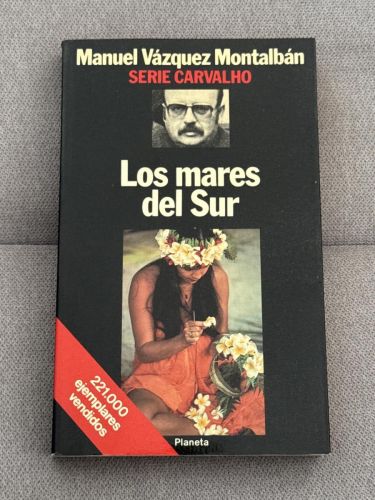 Manuel Vázquez Montalbán
SERIE CARVALHO
Los mares
del Sur
221.000
ejemplares
vendidos
Planeta